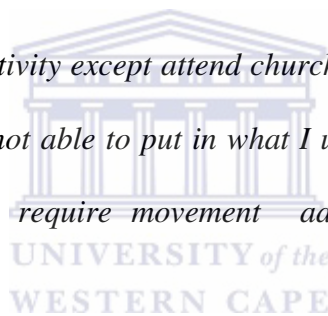 tivity except attend church
not able to put in what I u
require movement ad
UNIVERSITY of the
WESTERN CAPE